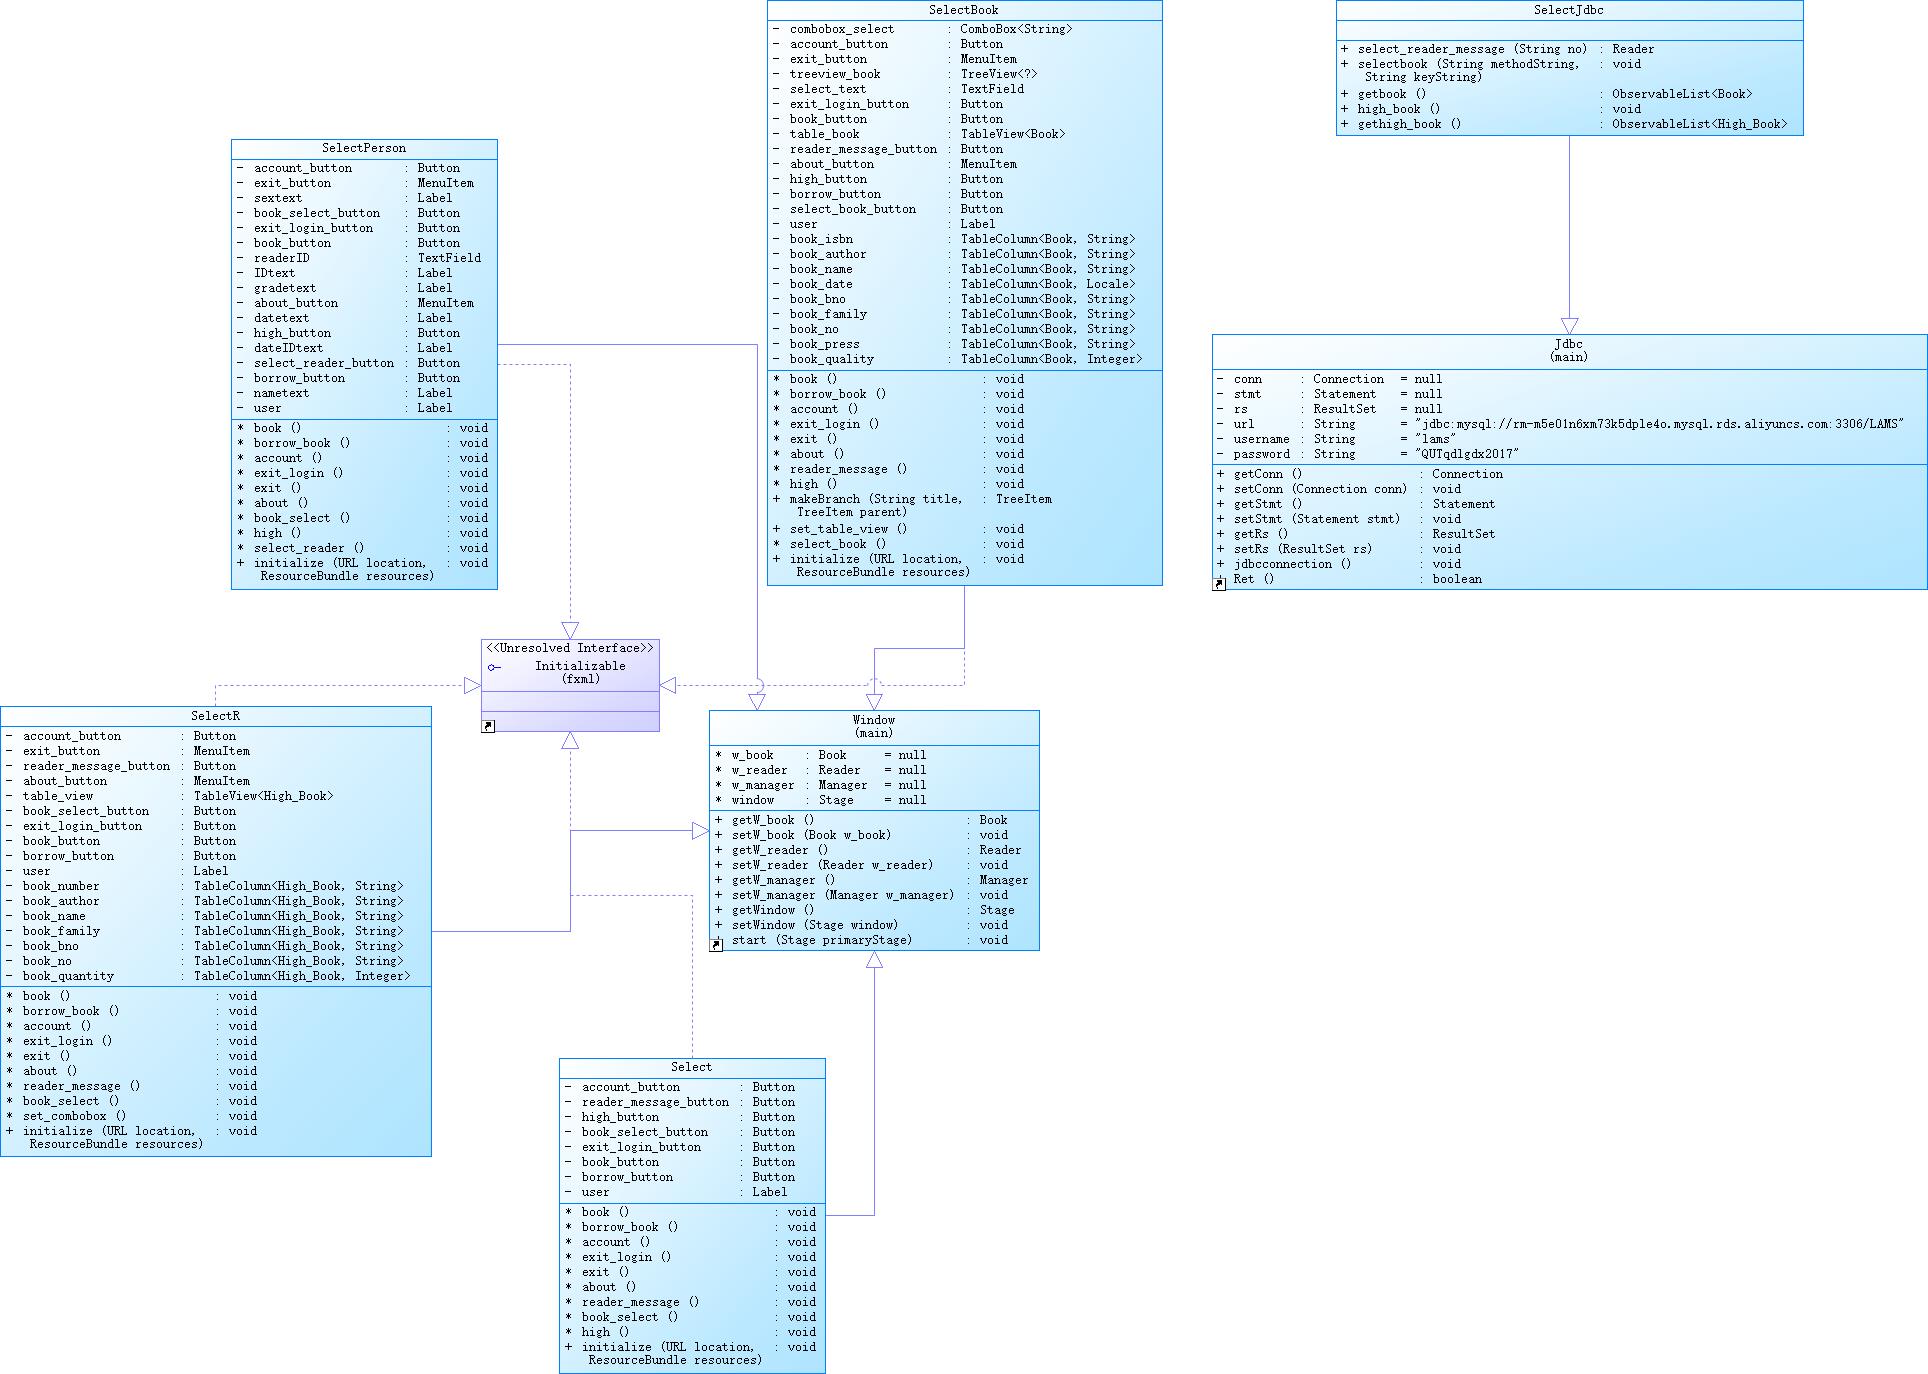 SelectBook
- combobox_select : ComboBox<String>
- account_button : Button
- exit_button : MenuItem
- treeview_book : TreeView<?>
- select_text : TextField
- exit_login_button : Button
- book_button : Button
- table_book : TableView<Book>
- reader_message_button : Button
- about_button : MenuItem
- high_button : Button
- borrow_button : Button
- select_book_button : Button
- user : Label
- book_isbn : TableColumn<Book, String>
- book_author : TableColumn<Book, String>
- book_name : TableColumn<Book, String>
- book_date : TableColumn<Book, Locale>
- book_bno : TableColumn<Book, String>
- book_family : TableColumn<Book, String>
- book_no : TableColumn<Book, String>
- book_press : TableColumn<Book, String>
- book_quality : TableColumn<Book, Integer>
* book () : void
* borrow_book () : void
* account () : void
* exit_login () : void
* exit () : void
* about () : void
* reader_message () : void
* high () : void
+ makeBranch (String title, : TreeItem
TreeItem parent)
+ set_table_view () : void
* select_book () : void
+ initialize (URL location, : void
ResourceBundle resources)
SelectJdbc
+ select_reader_message (String no) : Reader
+ selectbook (String methodString, : void
String keyString)
+ getbook () : ObservableList<Book>
+ high_book () : void
+ gethigh_book () : ObservableList<High_Book>
SelectPerson
- account_button : Button
- exit_button : MenuItem
- sextext : Label
- book_select_button : Button
- exit_login_button : Button
- book_button : Button
- readerID : TextField
- IDtext : Label
- gradetext : Label
- about_button : MenuItem
- datetext : Label
- high_button : Button
- dateIDtext : Label
- select_reader_button : Button
- borrow_button : Button
- nametext : Label
- user : Label
* book () : void
* borrow_book () : void
* account () : void
* exit_login () : void
* exit () : void
* about () : void
* book_select () : void
* high () : void
* select_reader () : void
+ initialize (URL location, : void
ResourceBundle resources)
Jdbc
(main)
- conn : Connection = null
- stmt : Statement = null
- rs : ResultSet = null
- url : String = "jdbc:mysql://rm-m5e01n6xm73k5dple4o.mysql.rds.aliyuncs.com:3306/LAMS"
- username : String = "lams"
- password : String = "QUTqdlgdx2017"
+ getConn () : Connection
+ setConn (Connection conn) : void
+ getStmt () : Statement
+ setStmt (Statement stmt) : void
+ getRs () : ResultSet
+ setRs (ResultSet rs) : void
+ jdbcconnection () : void
+ Ret () : boolean
<<Unresolved Interface>>
Initializable
(fxml)
SelectR
- account_button : Button
- exit_button : MenuItem
- reader_message_button : Button
- about_button : MenuItem
- table_view : TableView<High_Book>
- book_select_button : Button
- exit_login_button : Button
- book_button : Button
- borrow_button : Button
- user : Label
- book_number : TableColumn<High_Book, String>
- book_author : TableColumn<High_Book, String>
- book_name : TableColumn<High_Book, String>
- book_family : TableColumn<High_Book, String>
- book_bno : TableColumn<High_Book, String>
- book_no : TableColumn<High_Book, String>
- book_quantity : TableColumn<High_Book, Integer>
* book () : void
* borrow_book () : void
* account () : void
* exit_login () : void
* exit () : void
* about () : void
* reader_message () : void
* book_select () : void
* set_combobox () : void
+ initialize (URL location, : void
ResourceBundle resources)
Window
(main)
* w_book : Book = null
* w_reader : Reader = null
* w_manager : Manager = null
* window : Stage = null
+ getW_book () : Book
+ setW_book (Book w_book) : void
+ getW_reader () : Reader
+ setW_reader (Reader w_reader) : void
+ getW_manager () : Manager
+ setW_manager (Manager w_manager) : void
+ getWindow () : Stage
+ setWindow (Stage window) : void
+ start (Stage primaryStage) : void
Select
- account_button : Button
- reader_message_button : Button
- high_button : Button
- book_select_button : Button
- exit_login_button : Button
- book_button : Button
- borrow_button : Button
- user : Label
* book () : void
* borrow_book () : void
* account () : void
* exit_login () : void
* exit () : void
* about () : void
* reader_message () : void
* book_select () : void
* high () : void
+ initialize (URL location, : void
ResourceBundle resources)